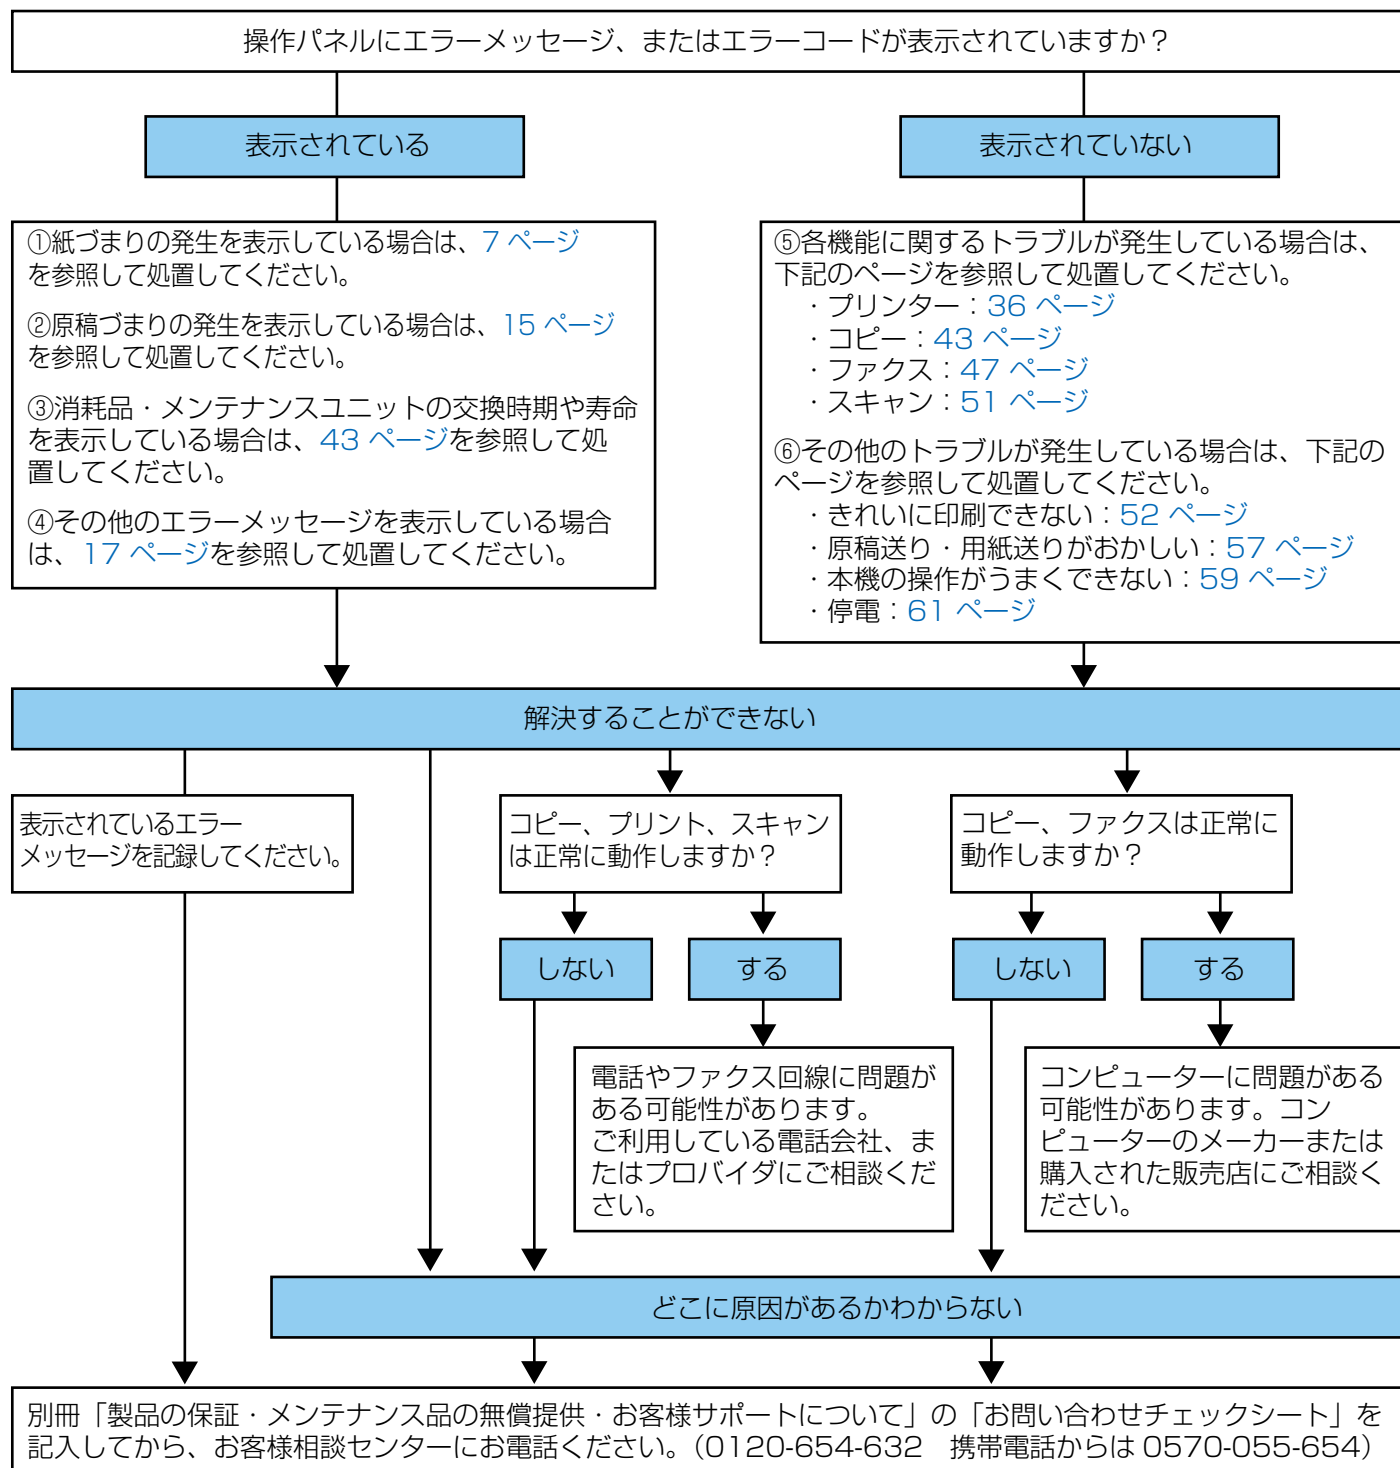 操作パネルにエラーメッセージ、またはエラーコードが表示されていますか？
表示されている
表示されていない
①紙づまりの発生を表示している場合は、7 ページ
を参照して処置してください。
②原稿づまりの発生を表示している場合は、15 ページ
を参照して処置してください。
③消耗品・メンテナンスユニットの交換時期や寿命
を表示している場合は、43 ページを参照して処
置してください。
④その他のエラーメッセージを表示している場合
は、17 ページを参照して処置してください。
⑤各機能に関するトラブルが発生している場合は、
下記のページを参照して処置してください。
・プリンター：36 ページ
・コピー：43 ページ
・ファクス：47 ページ
・スキャン：51 ページ
⑥その他のトラブルが発生している場合は、下記の
ページを参照して処置してください。
・きれいに印刷できない：52 ページ
・原稿送り・用紙送りがおかしい：57 ページ
・本機の操作がうまくできない：59 ページ
・停電：61 ページ
解決することができない
表示されているエラー
メッセージを記録してください。
コピー、プリント、スキャン
は正常に動作しますか？
コピー、ファクスは正常に
動作しますか？
しない
する
しない
する
電話やファクス回線に問題が
ある可能性があります。
ご利用している電話会社、ま
たはプロバイダにご相談くだ
さい。
コンピューターに問題がある
可能性があります。コン
ピューターのメーカーまたは
購入された販売店にご相談く
ださい。
どこに原因があるかわからない
別冊「製品の保証・メンテナンス品の無償提供・お客様サポートについて」の「お問い合わせチェックシート」を
記入してから、お客様相談センターにお電話ください。（0120-654-632　携帯電話からは 0570-055-654）